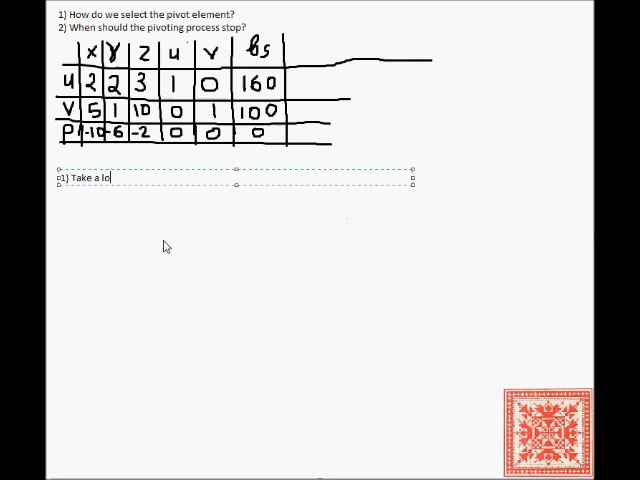 1) How do we select the pivot element?
2) When should the pivoting process stop?
x y z u v bs
u 2 2 3 1 0 160
v 5 1 10 0 1 100
P -10 -6 -2 0 0 0
1) Take a lo